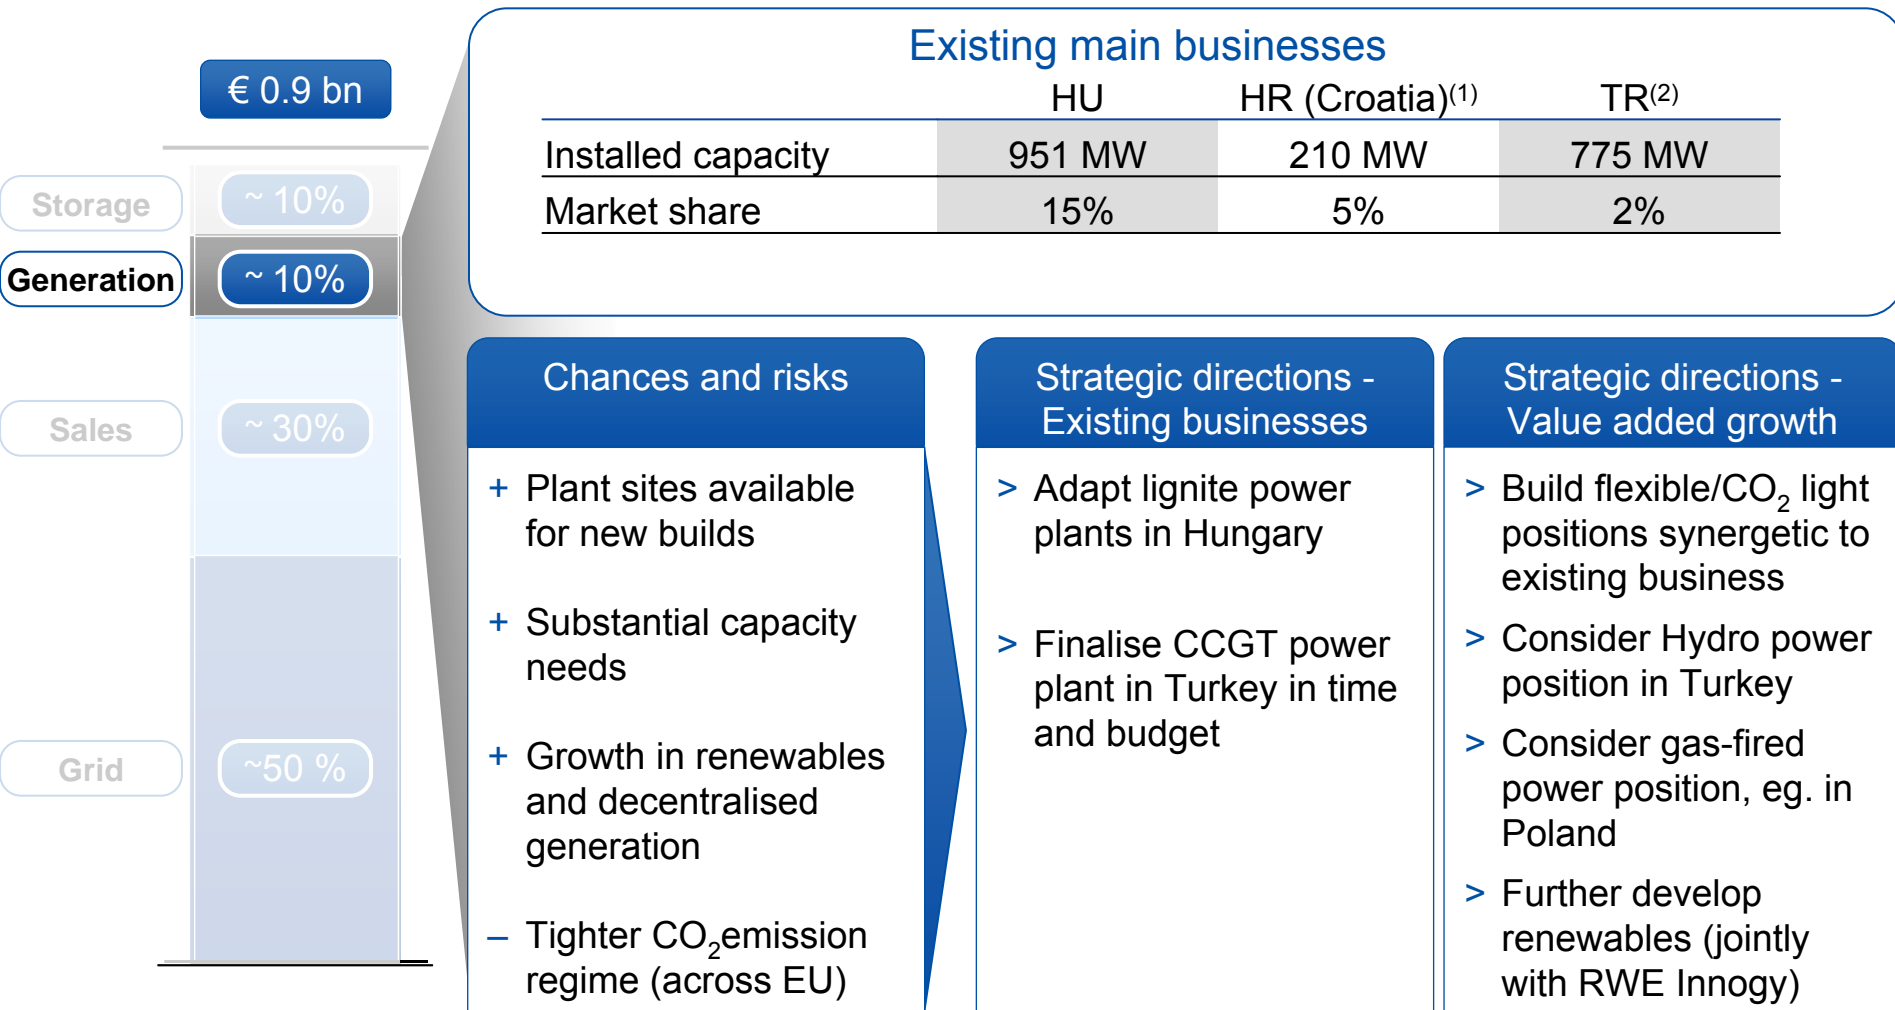 € 0.9 bn
Storage
~ 10%
Generation
~ 10%
Sales
~ 30%
Grid
~50 %
Existing main businesses
HU HR (Croatia)(1) TR(2)
Installed capacity 951 MW 210 MW 775 MW
Market share 15% 5% 2%
Chances and risks
+ Plant sites available
for new builds
+ Substantial capacity
needs
+ Growth in renewables
and decentralised
generation
– Tighter CO2emission
regime (across EU)
Strategic directions -
Existing businesses
> Adapt lignite power
plants in Hungary
> Finalise CCGT power
plant in Turkey in time
and budget
Strategic directions -
Value added growth
> Build flexible/CO2 light
positions synergetic to
existing business
> Consider Hydro power
position in Turkey
> Consider gas-fired
power position, eg. in
Poland
> Further develop
renewables (jointly
with RWE Innogy)